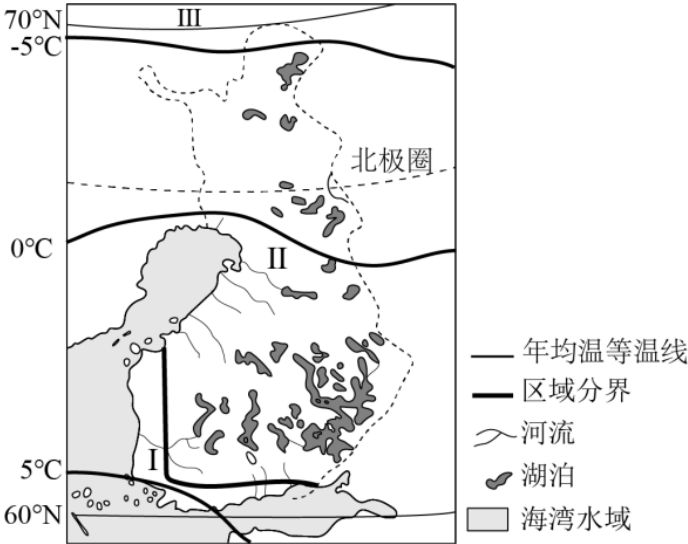 70°N
III
-5℃
北极圈
0℃
II
年均温等温线
区域分界
河流
I
5℃
湖泊
60°N
海湾水域